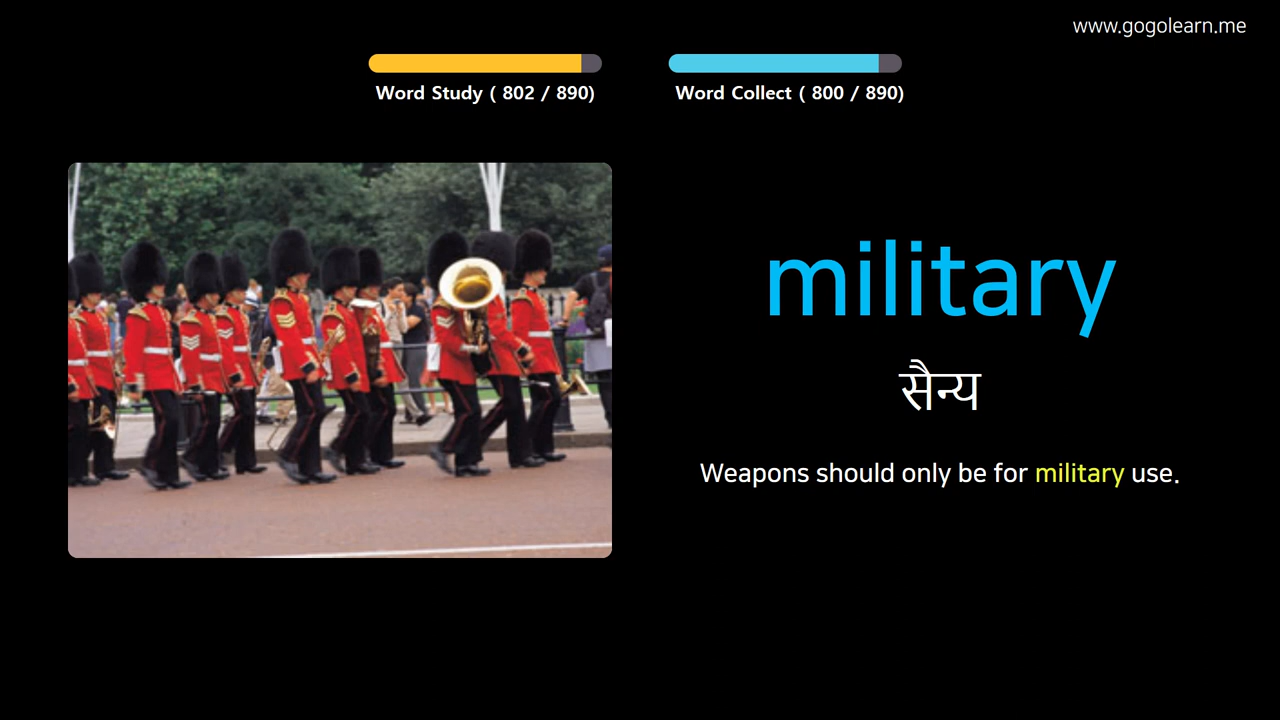 www.gogolearn.me
Word Study ( 802 / 890)
Word Collect ( 800 / 890)
military
सैन्य
Weapons should only be for military use.